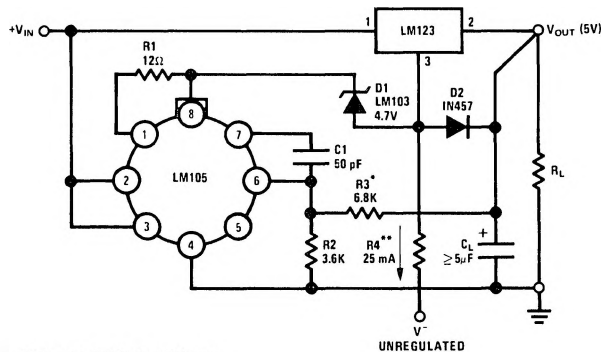 +VIN
1
LM123
2
VOUT (5V)
3
R1
12Ω
D1
LM103
4.7V
D2
IN457
8
1
7
C1
50 pF
2
LM105
6
R3*
6.8K
RL
3
5
4
R2
3.6K
R4**
25 mA
+
CL
≥5μF
V−
UNREGULATED